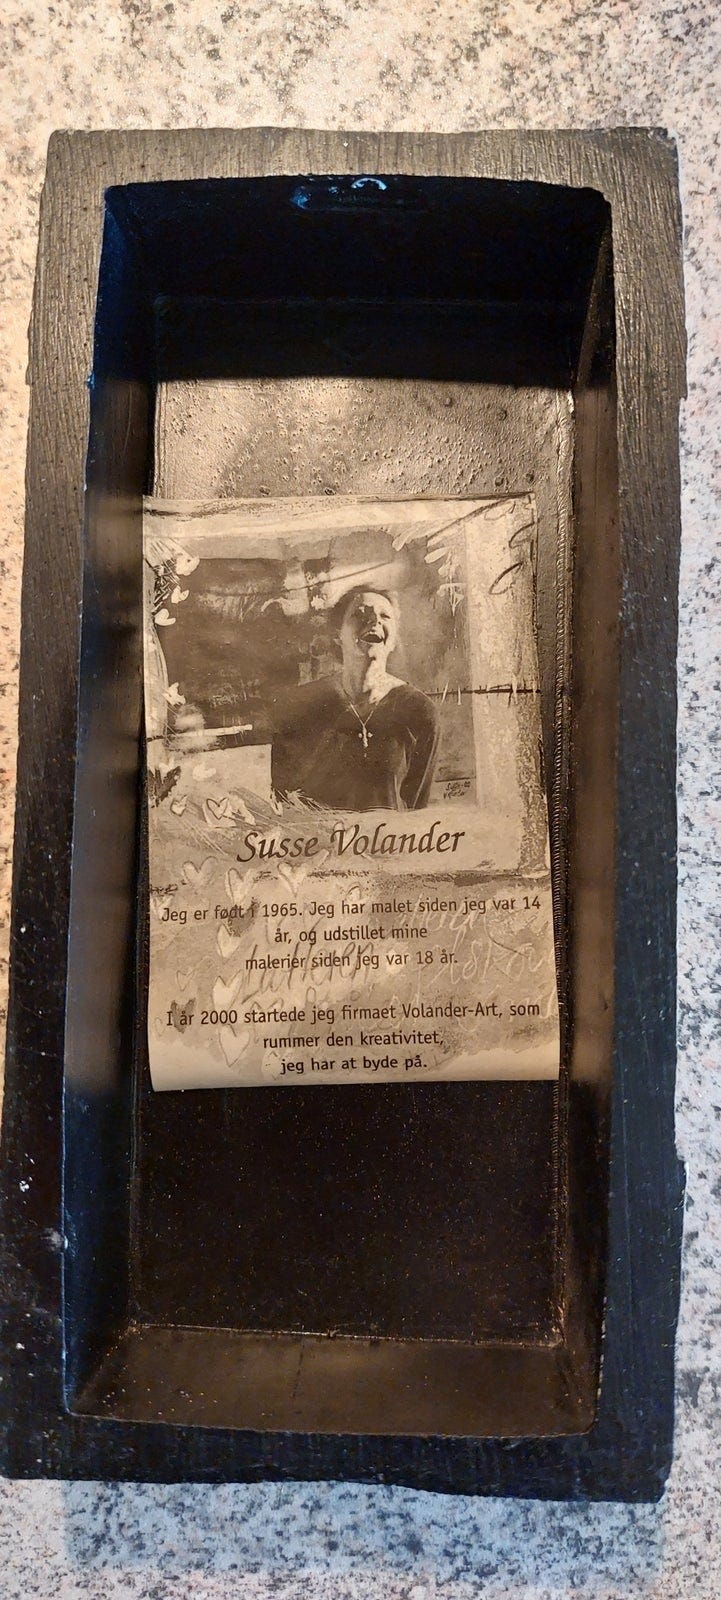 Susse Volander
Jeg er født i 1965. Jeg har malet siden jeg var 14
år, og udstillet mine
malerier siden jeg var 18 år.
I år 2000 startede jeg firmaet Volander-Art, som
rummer den kreativitet,
jeg har at byde på.